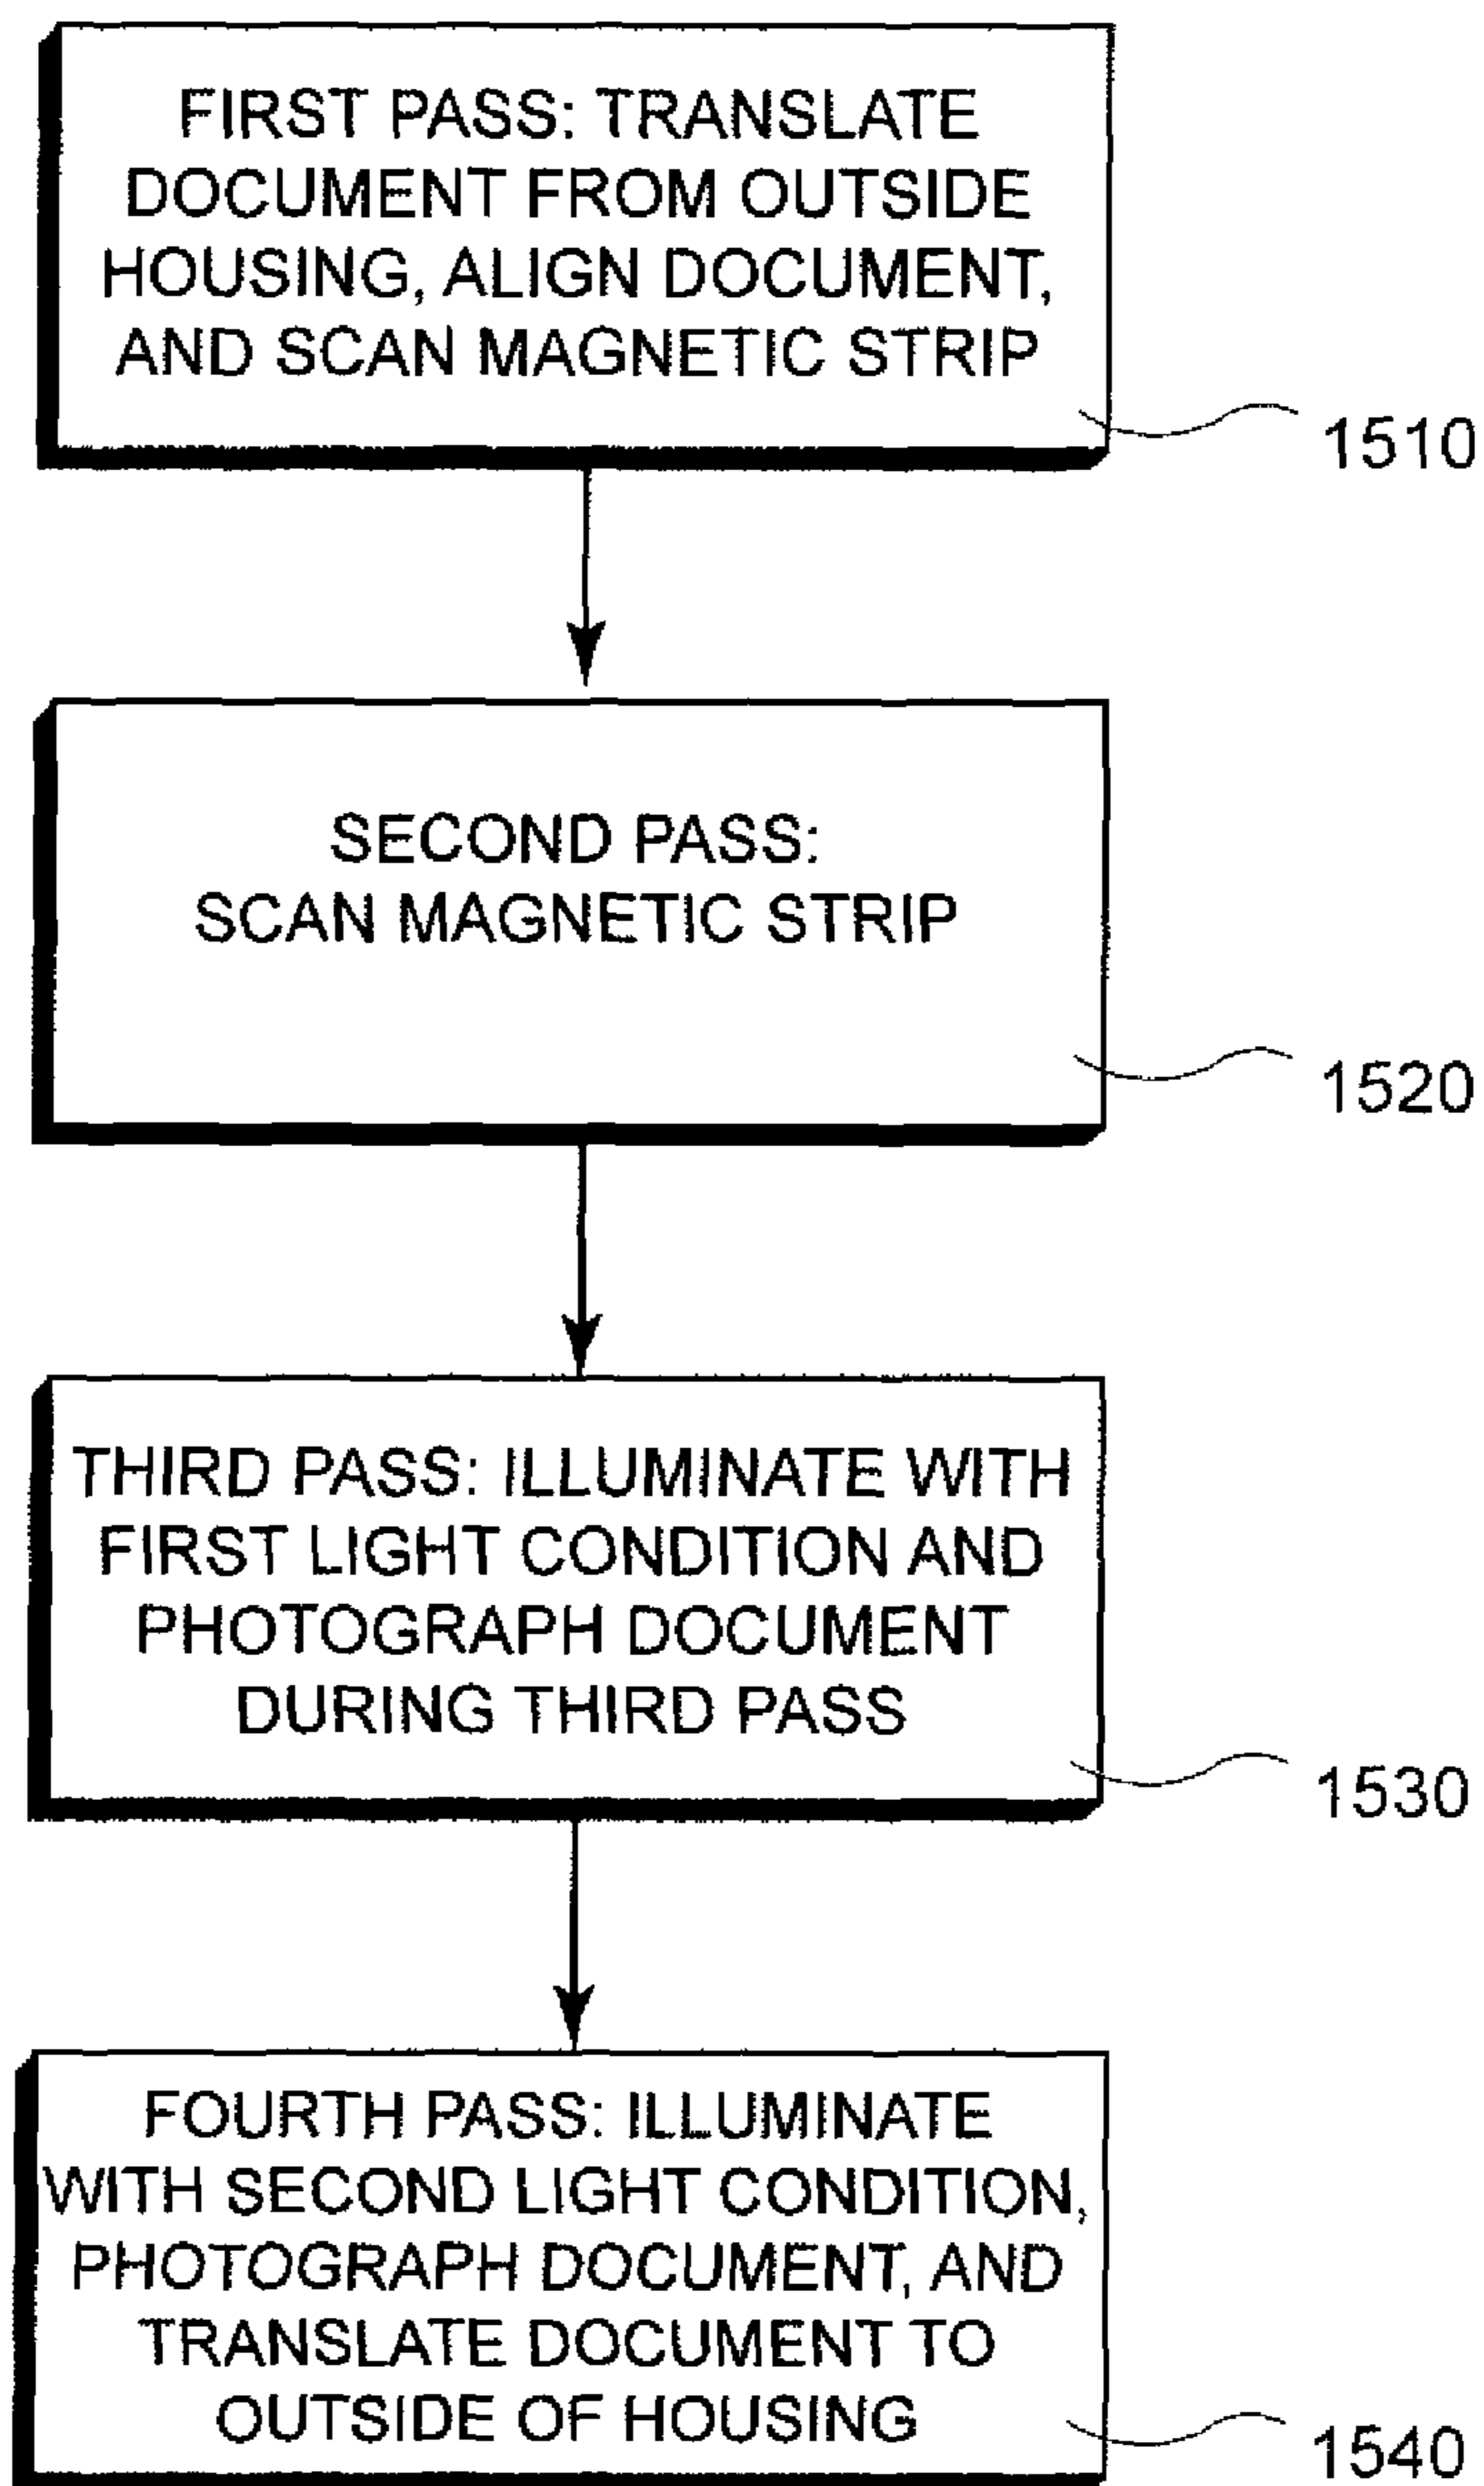 FIRST PASS: TRANSLATE
DOCUMENT FROM OUTSIDE
HOUSING, ALIGN DOCUMENT,
AND SCAN MAGNETIC STRIP
1510
SECOND PASS:
SCAN MAGNETIC STRIP
1520
THIRD PASS: ILLUMINATE WITH
FIRST LIGHT CONDITION AND
PHOTOGRAPH DOCUMENT
DURING THIRD PASS
1530
FOURTH PASS: ILLUMINATE
WITH SECOND LIGHT CONDITION,
PHOTOGRAPH DOCUMENT, AND
TRANSLATE DOCUMENT TO
OUTSIDE OF HOUSING
1540